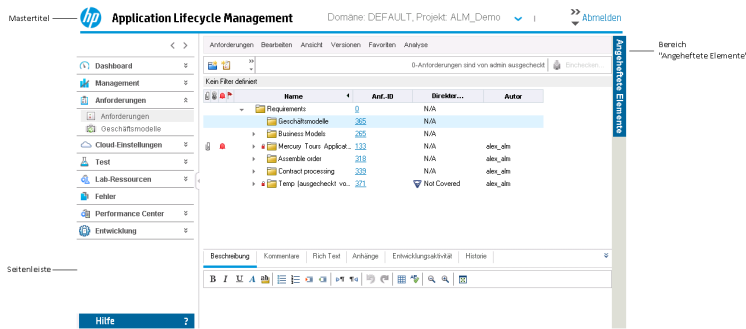 Mastertitel
hp Application Lifecycle Management
Domäne: DEFAULT, Projekt: ALM_Demo
Abmelden
Anforderungen Bearbeiten Ansicht Versionen Favoriten Analyse
Angeheftete Elemente
Bereich
"Angeheftete Elemente"
0-Anforderungen sind von admin ausgecheckt
Einchecken...
Kein Filter definiert
Name Anf.-ID Direkter... Autor
Requirements 0 N/A
Geschäftsmodelle 365 N/A
Business Models 265 N/A
Mercury Tours Applicat... 133 N/A alex_alm
Assemble order 318 N/A alex_alm
Contract processing 339 N/A alex_alm
Temp (ausgecheckt vo... 371 Not Covered alex_alm
Dashboard
Management
Anforderungen
Anforderungen
Geschäftsmodelle
Cloud-Einstellungen
Test
Lab-Ressourcen
Fehler
Performance Center
Entwicklung
Seitenleiste
Beschreibung Kommentare Rich Text Anhänge Entwicklungsaktivität Historie
B I U A ab
Hilfe ?